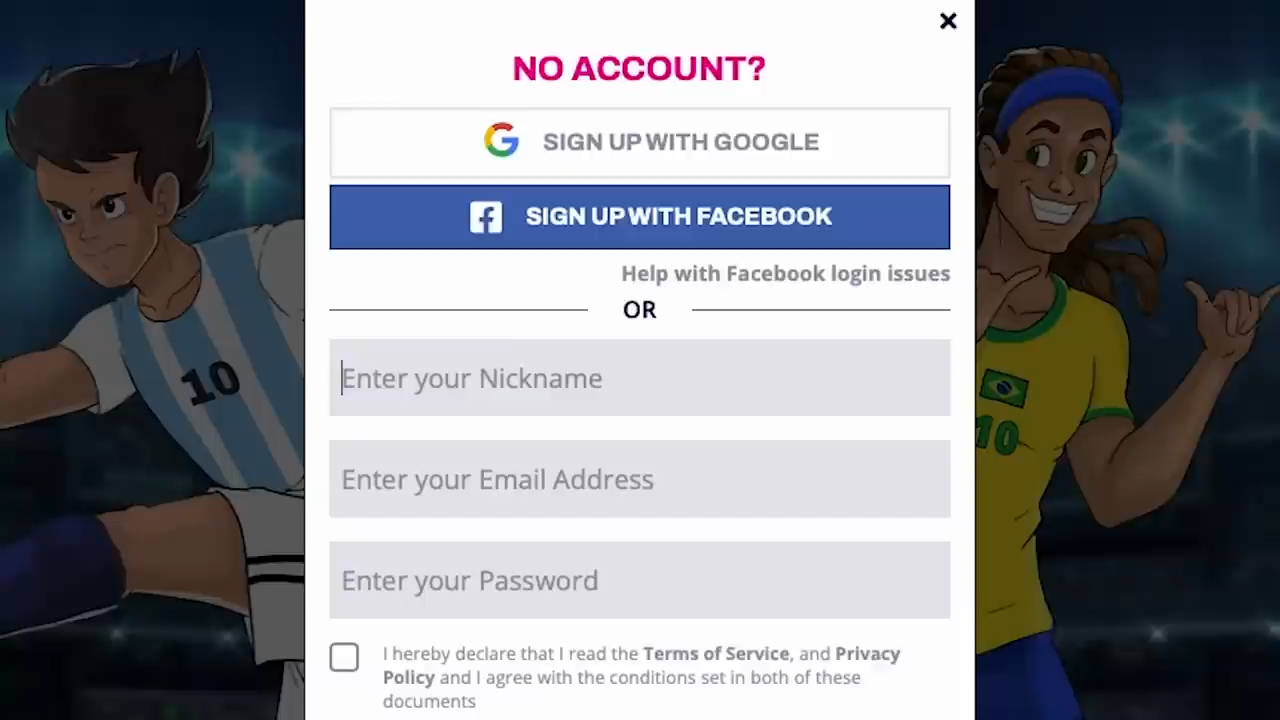 NO ACCOUNT?
SIGN UP WITH GOOGLE
SIGN UP WITH FACEBOOK
Help with Facebook login issues
OR
Enter your Nickname
Enter your Email Address
Enter your Password
I hereby declare that I read the Terms of Service, and Privacy
Policy and I agree with the conditions set in both of these
documents
10
10